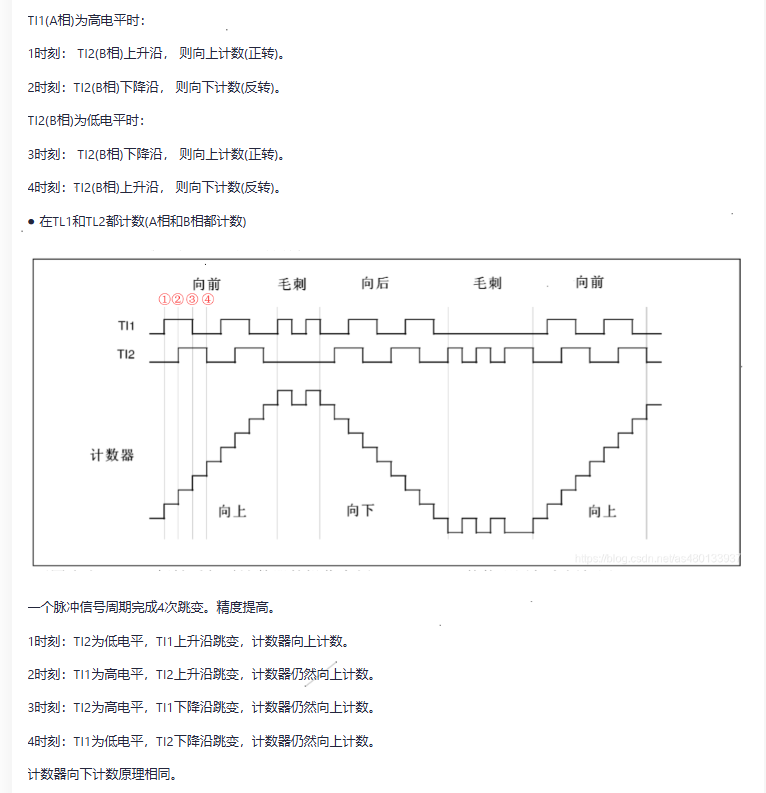 TI1(A相)为高电平时：
1时刻： TI2(B相)上升沿， 则向上计数(正转)。
2时刻：TI2(B相)下降沿， 则向下计数(反转)。
TI2(B相)为低电平时：
3时刻： TI2(B相)下降沿， 则向上计数(正转)。
4时刻：TI2(B相)上升沿， 则向下计数(反转)。
● 在TL1和TL2都计数(A相和B相都计数)
向前 毛刺 向后 毛刺 向前
①② ③ ④
TI1
TI2
计数器
向上 向下 向上
一个脉冲信号周期完成4次跳变。精度提高。
1时刻：TI2为低电平，TI1上升沿跳变，计数器向上计数。
2时刻：TI1为高电平，TI2上升沿跳变，计数器仍然向上计数。
3时刻：TI2为高电平，TI1下降沿跳变，计数器仍然向上计数。
4时刻：TI1为低电平，TI2下降沿跳变，计数器仍然向上计数。
计数器向下计数原理相同。